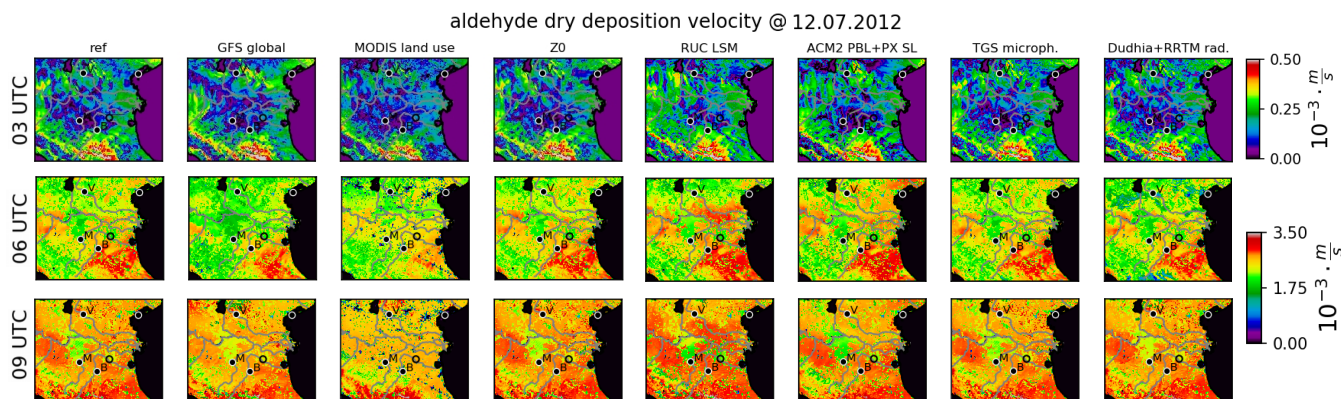 aldehyde dry deposition velocity @ 12.07.2012
ref GFS global MODIS land use Z0 RUC LSM ACM2 PBL+PX SL TGS microph. Dudhia+RRTM rad.
03 UTC
V
0.50
0.25
0.00
10⁻³ · m/s
06 UTC
V V V V V V V V
M M M M M M M M
B B B B B B B B
09 UTC
V V V V V V V V
M M M M M M M M
B B B B B B B B
3.50
1.75
0.00
10⁻³ · m/s